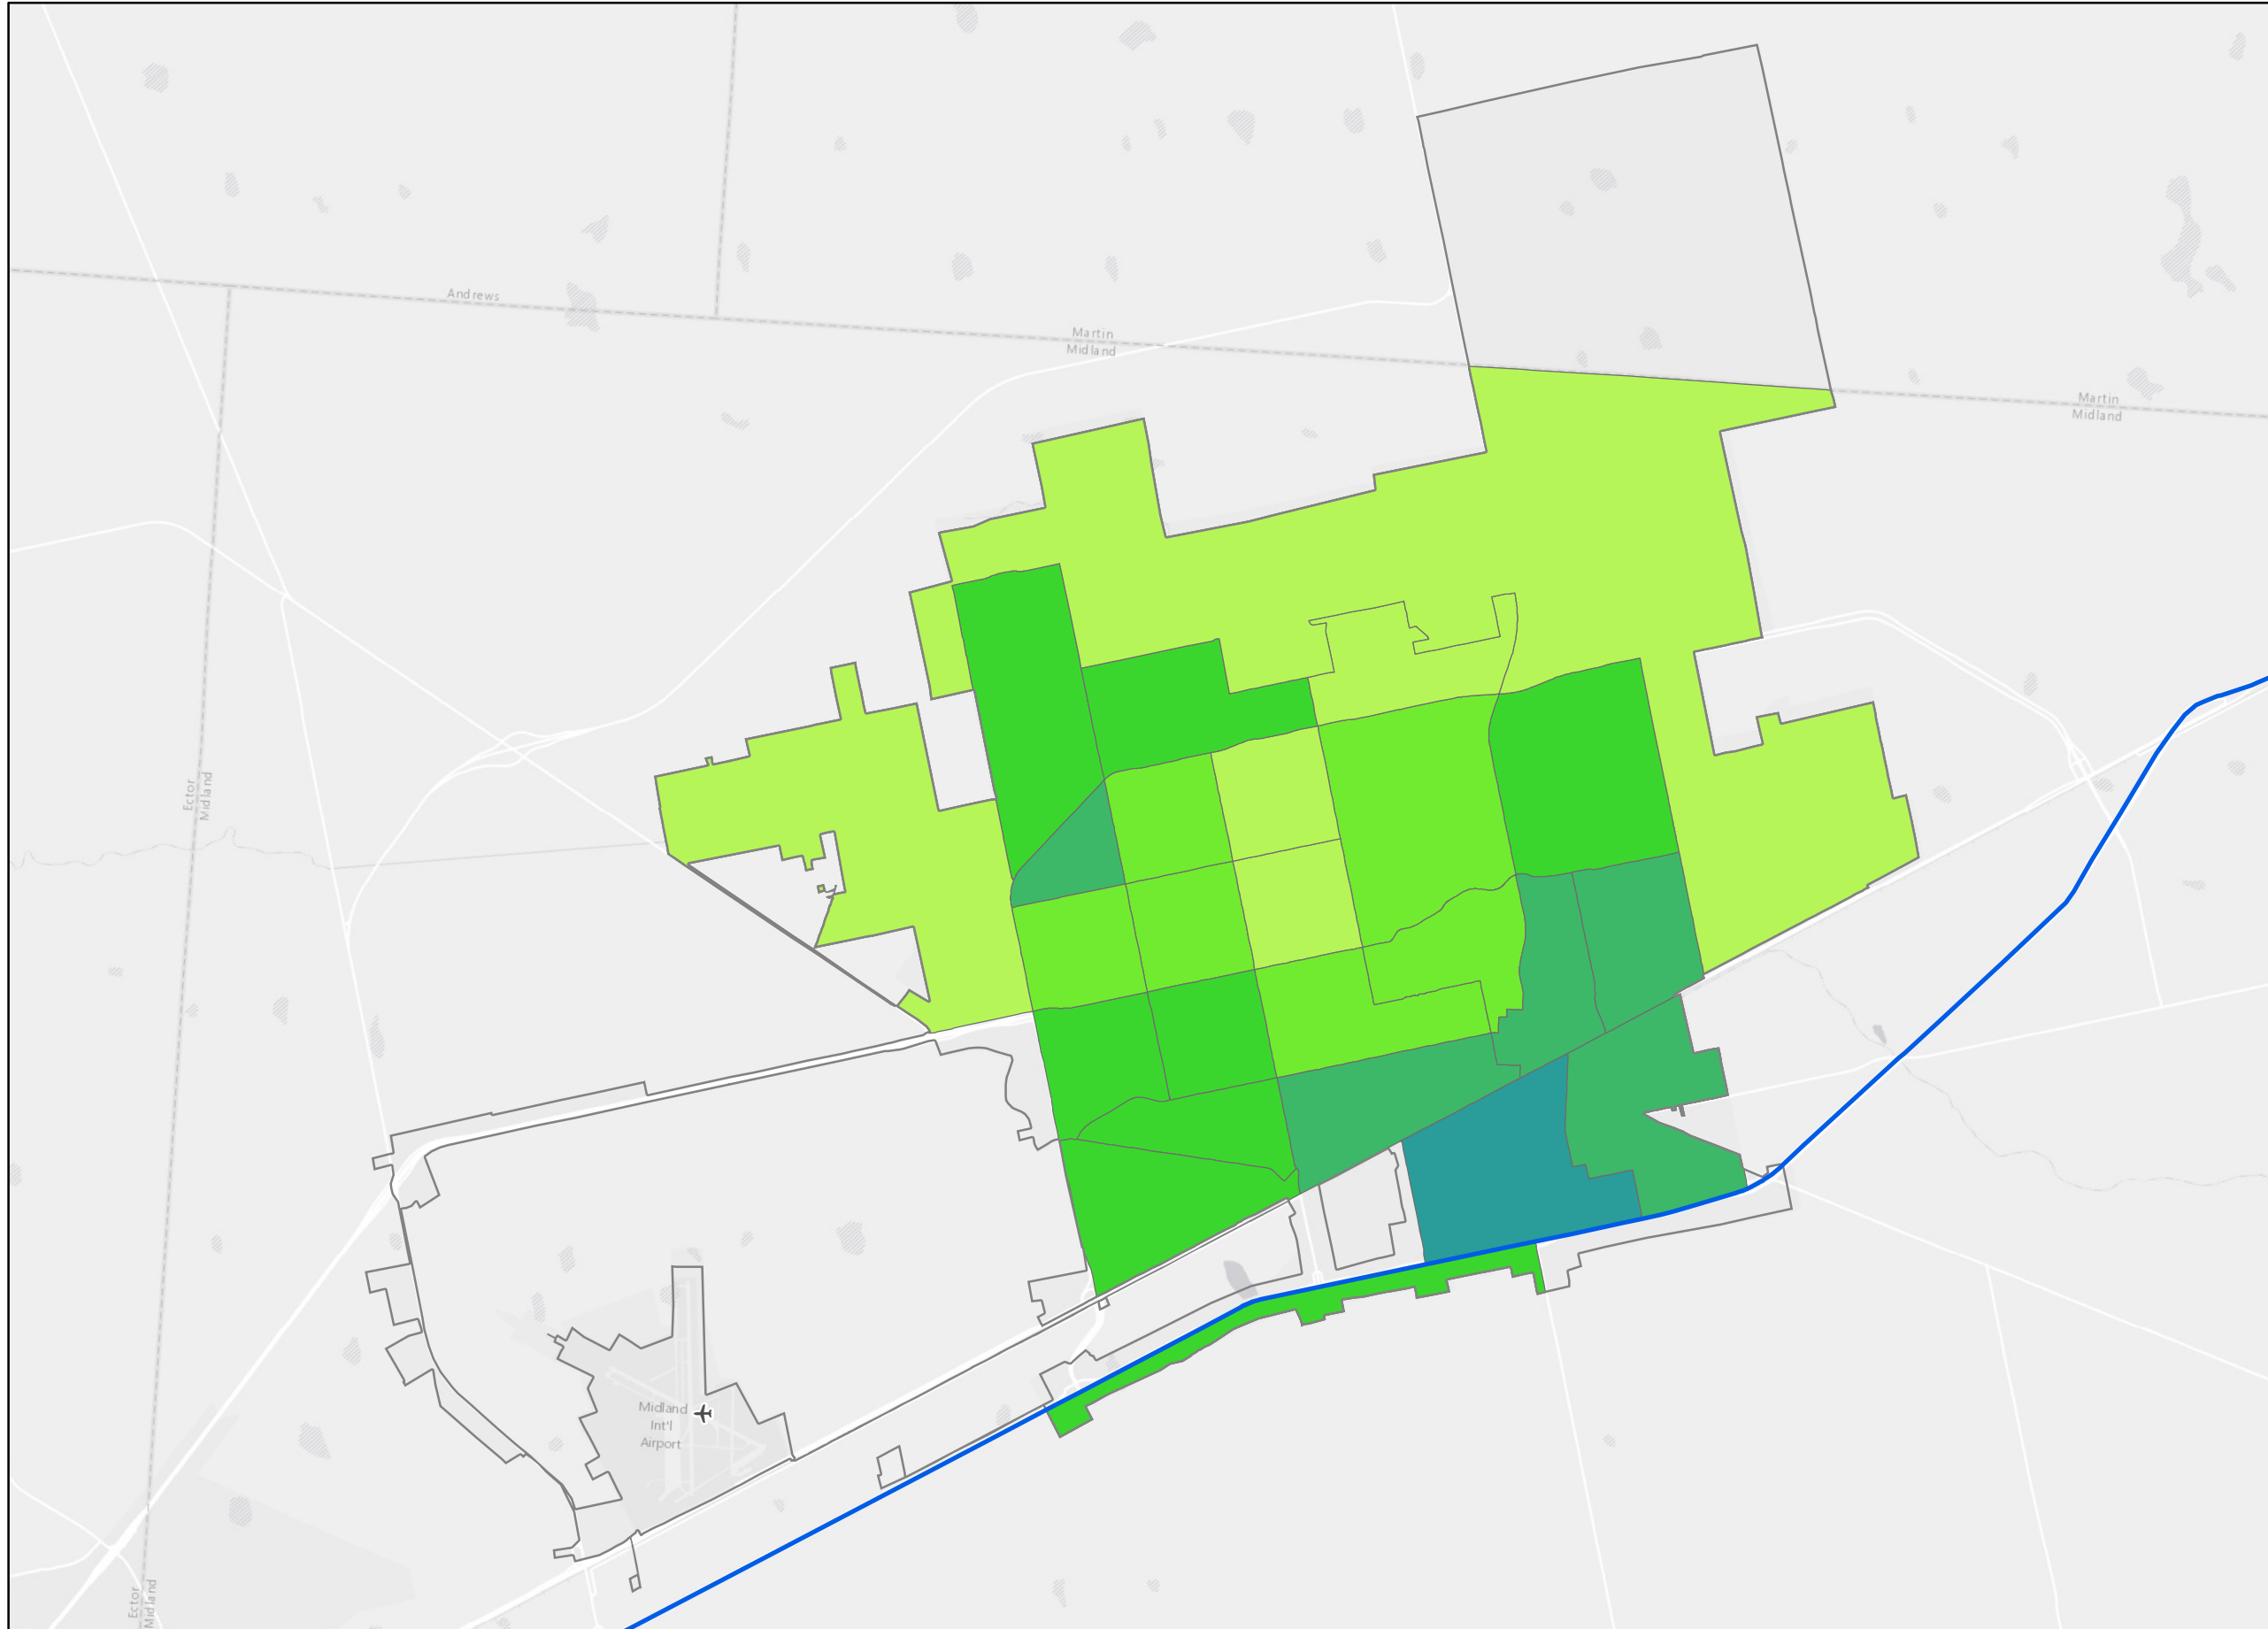 Andrews
Martin
Midland
Martin
Midland
Ector
Midland
Midland
Int'l
Airport
Ector
Midland